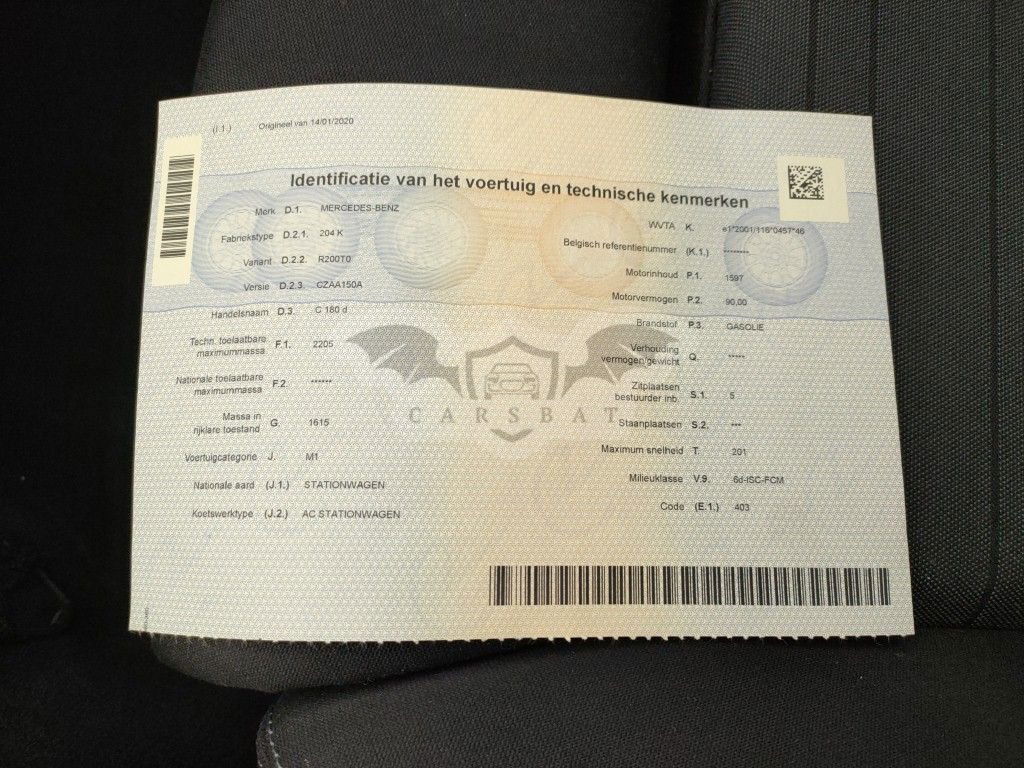 (I.1.) Origineel van 14/01/2020
Identificatie van het voertuig en technische kenmerken
Merk D.1. MERCEDES-BENZ
Fabriekstype D.2.1. 204 K
Variant D.2.2. R200T0
Versie D.2.3. CZAA150A
Handelsnaam D.3. C 180 d
Techn. toelaatbare
maximummassa F.1. 2205
Nationale toelaatbare
maximummassa F.2. ******
Massa in
rijklare toestand G. 1615
Voertuigcategorie J. M1
Nationale aard (J.1.) STATIONWAGEN
Koetswerktype (J.2.) AC STATIONWAGEN
WVTA K. e1*2001/116*0457*46
Belgisch referentienummer (K.1.) --------
Motorinhoud P.1. 1597
Motorvermogen P.2. 90,00
Brandstof P.3. GASOLIE
Verhouding
vermogen/gewicht Q. -----
Zitplaatsen
bestuurder inb. S.1. 5
Staanplaatsen S.2. ---
Maximum snelheid T. 201
Milieuklasse V.9. 6d-ISC-FCM
Code (E.1.) 403
CARSBAT